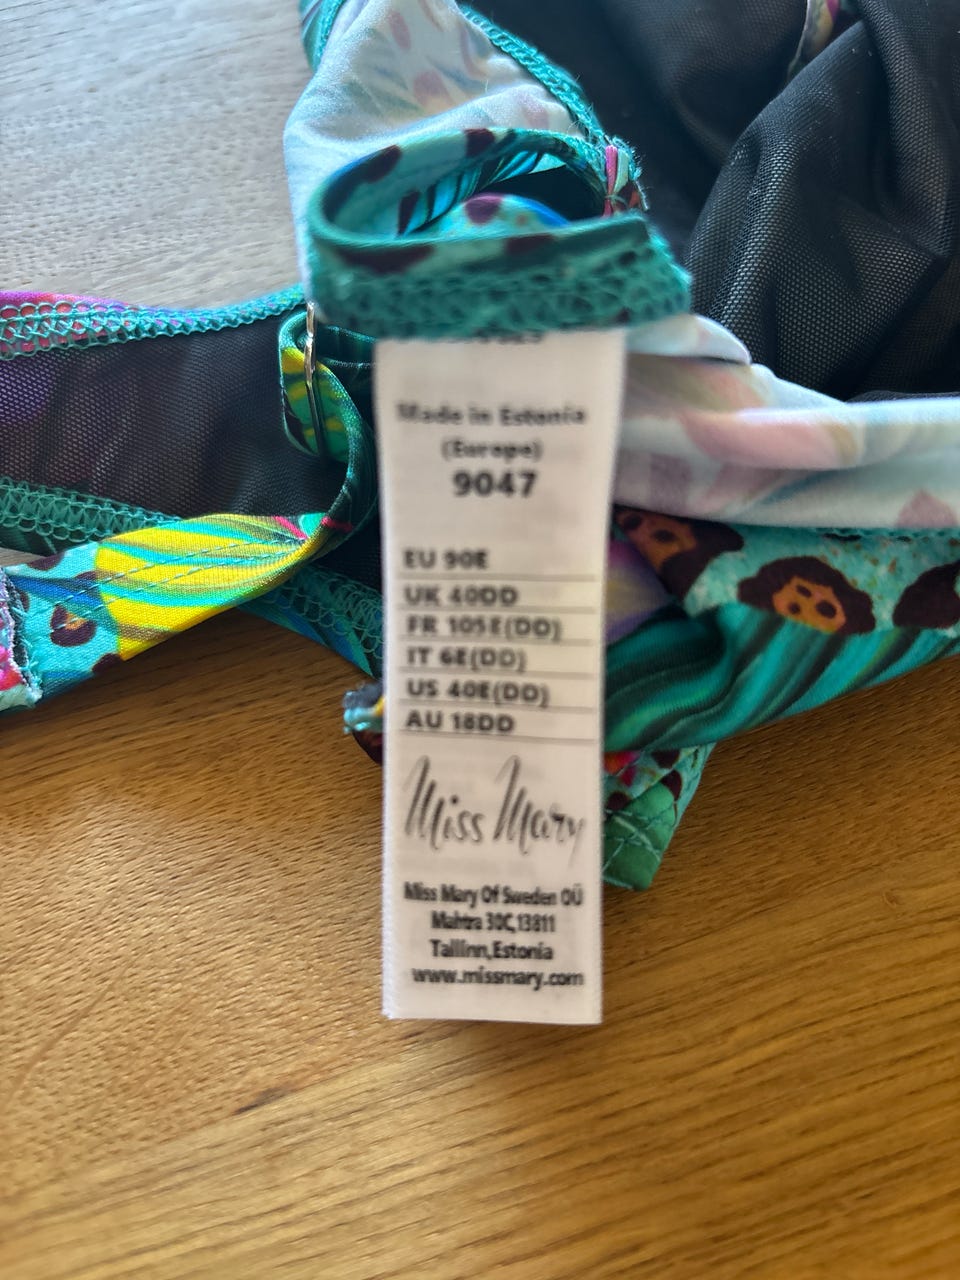 Made in Estonia
(Europe)
9047
EU 90E
UK 40DD
FR 105E(DD)
IT 6E(DD)
US 40E(DD)
AU 18DD
Miss Mary
Miss Mary Of Sweden OÜ
Mahtra 30C,13811
Tallinn,Estonia
www.missmary.com